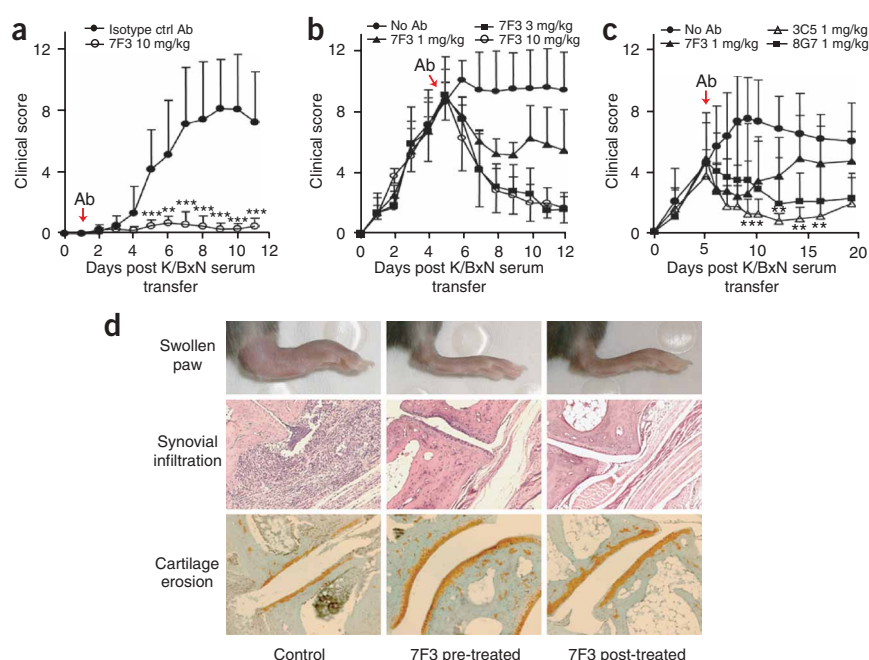 a
Isotype ctrl Ab
7F3 10 mg/kg
12
8
4
0
Clinical score
Ab
***
**
***
***
***
***
***
0 2 4 6 8 10 12
Days post K/BxN serum
transfer
b
No Ab
7F3 1 mg/kg
7F3 3 mg/kg
7F3 10 mg/kg
12
8
4
0
Clinical score
Ab
0 2 4 6 8 10 12
Days post K/BxN serum
transfer
c
No Ab
7F3 1 mg/kg
3C5 1 mg/kg
8G7 1 mg/kg
12
8
4
0
Clinical score
Ab
***
**
**
**
0 5 10 15 20
Days post K/BxN serum
transfer
d
Swollen
paw
Synovial
infiltration
Cartilage
erosion
Control 7F3 pre-treated 7F3 post-treated